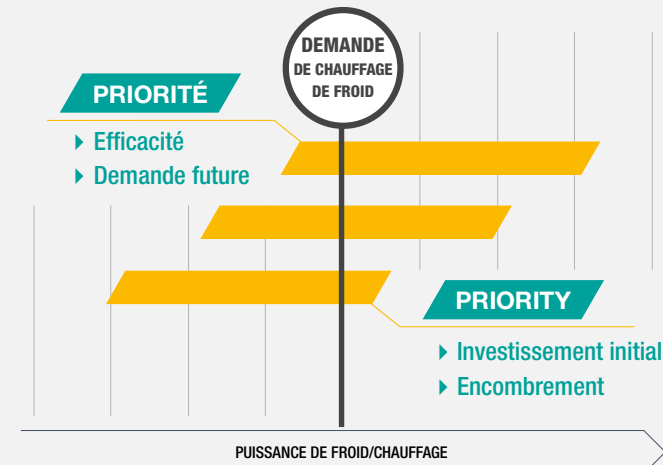 DEMANDE
DE CHAUFFAGE
DE FROID
PRIORITÉ
Efficacité
Demande future
PRIORITY
Investissement initial
Encombrement
PUISSANCE DE FROID/CHAUFFAGE